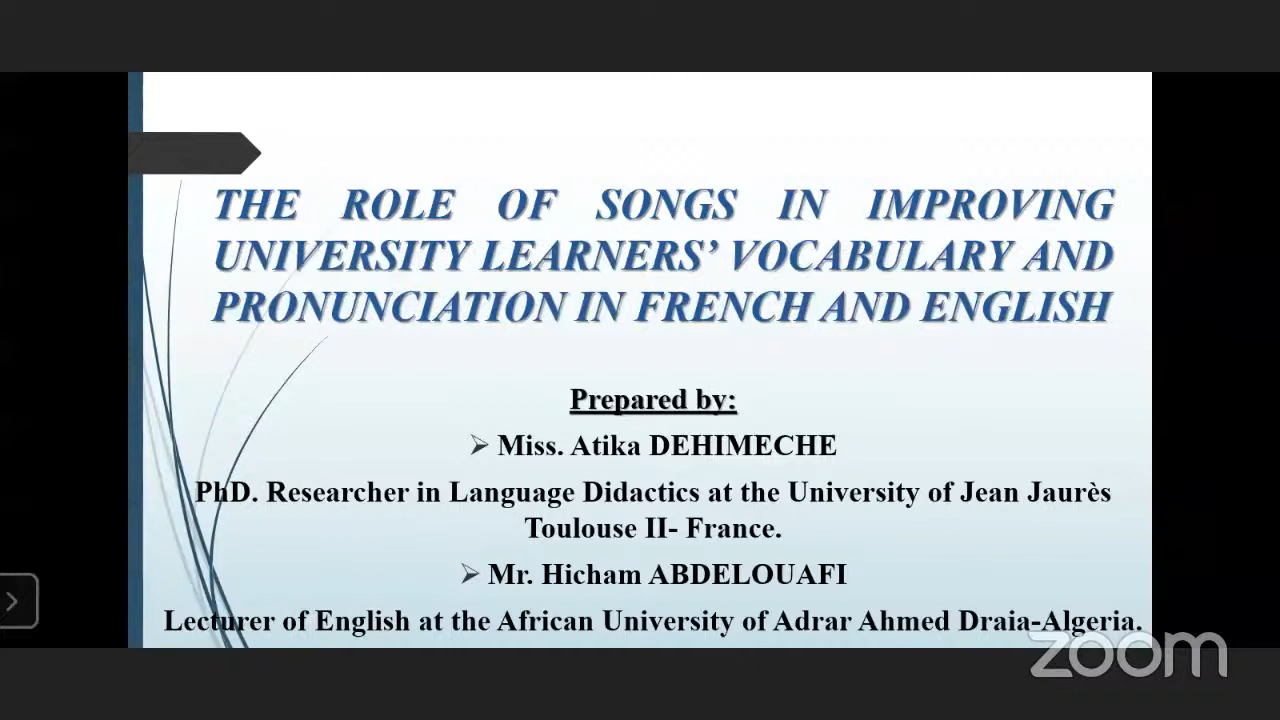 THE ROLE OF SONGS IN IMPROVING
UNIVERSITY LEARNERS’ VOCABULARY AND
PRONUNCIATION IN FRENCH AND ENGLISH
Prepared by:
➢ Miss. Atika DEHIMECHE
PhD. Researcher in Language Didactics at the University of Jean Jaurès
Toulouse II- France.
➢ Mr. Hicham ABDELOUAFI
Lecturer of English at the African University of Adrar Ahmed Draia-Algeria.
zoom